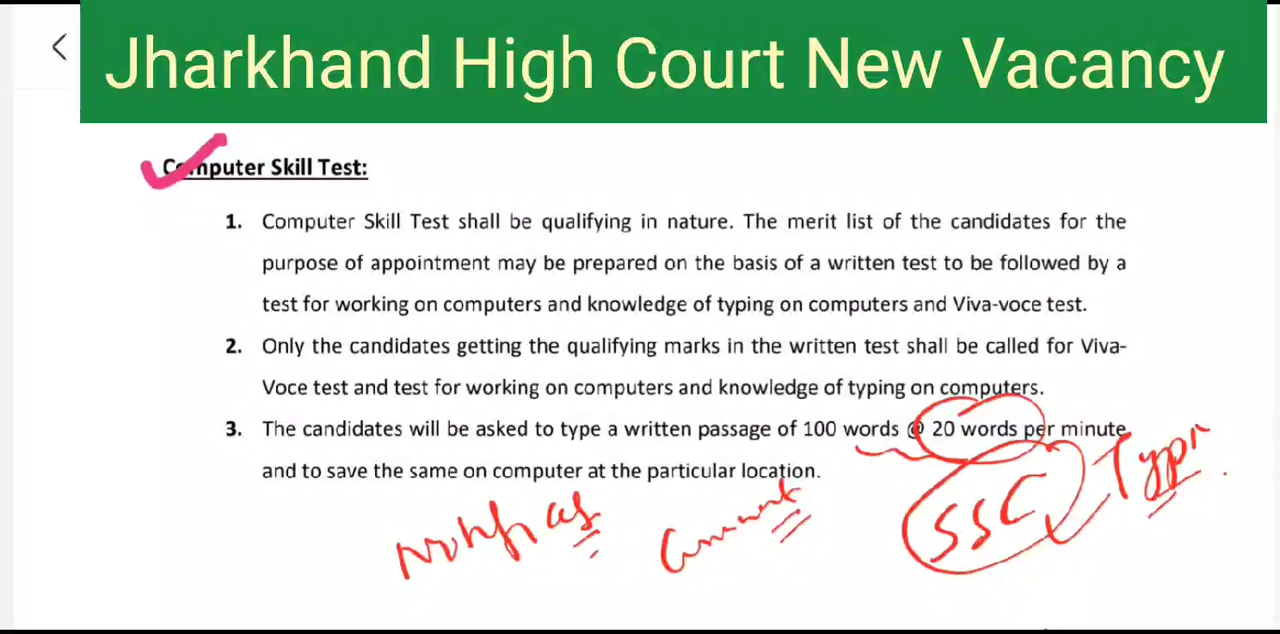 Jharkhand High Court New Vacancy
Computer Skill Test:
1. Computer Skill Test shall be qualifying in nature. The merit list of the candidates for the
purpose of appointment may be prepared on the basis of a written test to be followed by a
test for working on computers and knowledge of typing on computers and Viva-voce test.
2. Only the candidates getting the qualifying marks in the written test shall be called for Viva-
Voce test and test for working on computers and knowledge of typing on computers.
3. The candidates will be asked to type a written passage of 100 words @ 20 words per minute
and to save the same on computer at the particular location.
SSC